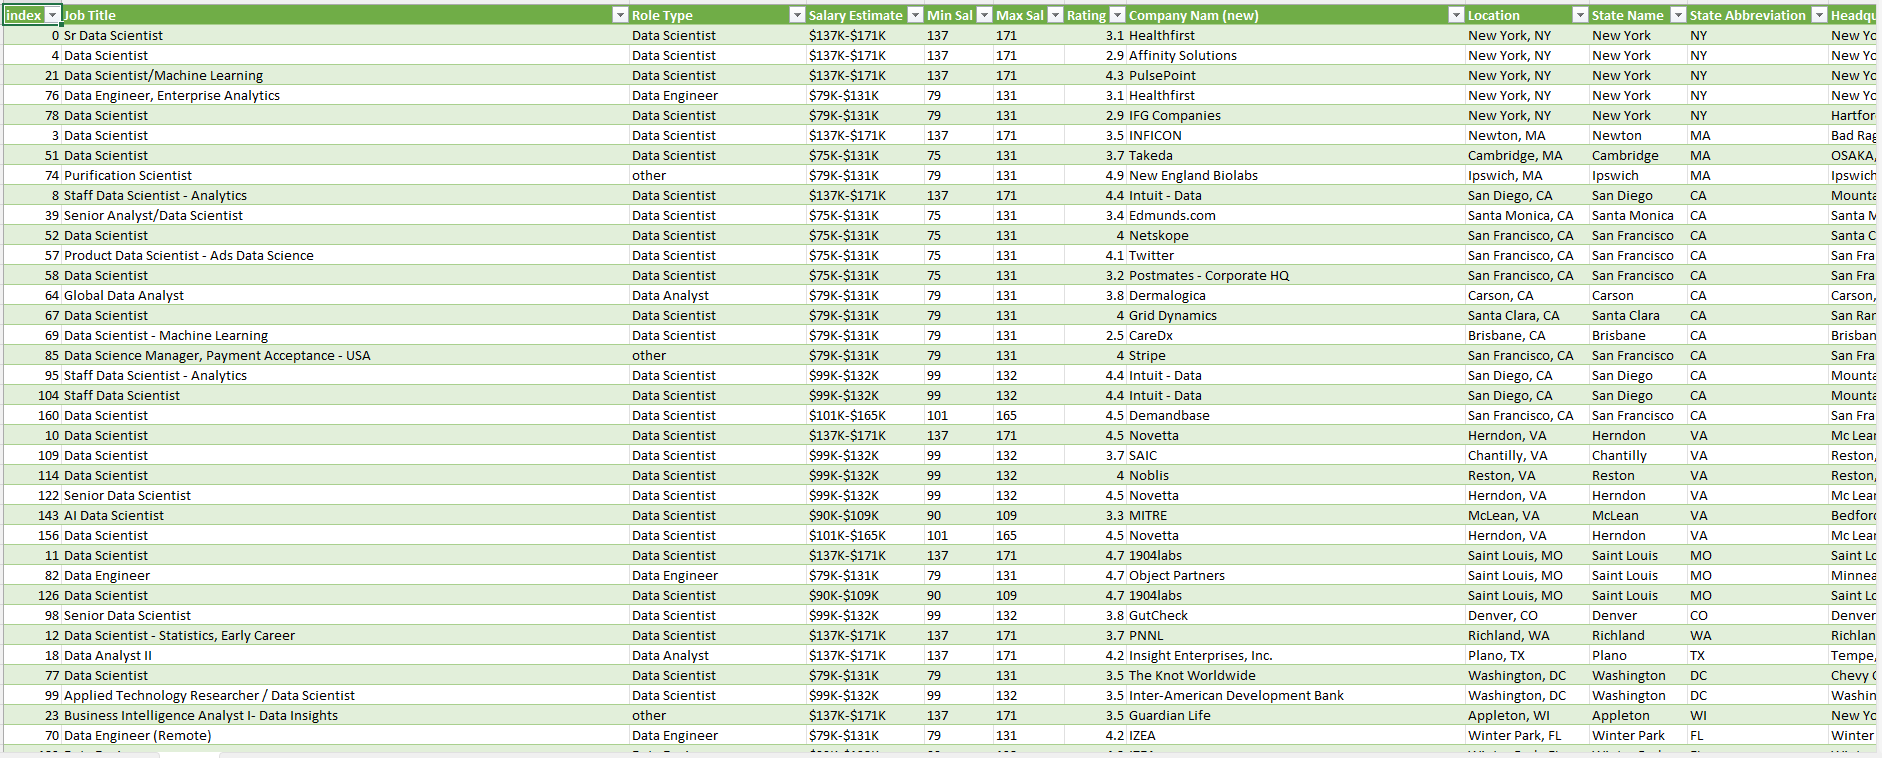 index Job Title Role Type Salary Estimate Min Sal Max Sal Rating Company Nam (new) Location State Name State Abbreviation Headqu
0 Sr Data Scientist Data Scientist $137K-$171K 137 171 3.1 Healthfirst New York, NY New York NY New Yo
4 Data Scientist Data Scientist $137K-$171K 137 171 2.9 Affinity Solutions New York, NY New York NY New Yo
21 Data Scientist/Machine Learning Data Scientist $137K-$171K 137 171 4.3 PulsePoint New York, NY New York NY New Yo
76 Data Engineer, Enterprise Analytics Data Engineer $79K-$131K 79 131 3.1 Healthfirst New York, NY New York NY New Yo
78 Data Scientist Data Scientist $79K-$131K 79 131 2.9 IFG Companies New York, NY New York NY Hartfor
3 Data Scientist Data Scientist $137K-$171K 137 171 3.5 INFICON Newton, MA Newton MA Bad Rag
51 Data Scientist Data Scientist $75K-$131K 75 131 3.7 Takeda Cambridge, MA Cambridge MA OSAKA,
74 Purification Scientist other $79K-$131K 79 131 4.9 New England Biolabs Ipswich, MA Ipswich MA Ipswich
8 Staff Data Scientist - Analytics Data Scientist $137K-$171K 137 171 4.4 Intuit - Data San Diego, CA San Diego CA Mounta
39 Senior Analyst/Data Scientist Data Scientist $75K-$131K 75 131 3.4 Edmunds.com Santa Monica, CA Santa Monica CA Santa M
52 Data Scientist Data Scientist $75K-$131K 75 131 4 Netskope San Francisco, CA San Francisco CA Santa C
57 Product Data Scientist - Ads Data Science Data Scientist $75K-$131K 75 131 4.1 Twitter San Francisco, CA San Francisco CA San Fra
58 Data Scientist Data Scientist $75K-$131K 75 131 3.2 Postmates - Corporate HQ San Francisco, CA San Francisco CA San Fra
64 Global Data Analyst Data Analyst $79K-$131K 79 131 3.8 Dermalogica Carson, CA Carson CA Carson,
67 Data Scientist Data Scientist $79K-$131K 79 131 4 Grid Dynamics Santa Clara, CA Santa Clara CA San Ran
69 Data Scientist - Machine Learning Data Scientist $79K-$131K 79 131 2.5 CareDx Brisbane, CA Brisbane CA Brisban
85 Data Science Manager, Payment Acceptance - USA other $79K-$131K 79 131 4 Stripe San Francisco, CA San Francisco CA San Fra
95 Staff Data Scientist - Analytics Data Scientist $99K-$132K 99 132 4.4 Intuit - Data San Diego, CA San Diego CA Mounta
104 Staff Data Scientist Data Scientist $99K-$132K 99 132 4.4 Intuit - Data San Diego, CA San Diego CA Mounta
160 Data Scientist Data Scientist $101K-$165K 101 165 4.5 Demandbase San Francisco, CA San Francisco CA San Fra
10 Data Scientist Data Scientist $137K-$171K 137 171 4.5 Novetta Herndon, VA Herndon VA Mc Lear
109 Data Scientist Data Scientist $99K-$132K 99 132 3.7 SAIC Chantilly, VA Chantilly VA Reston,
114 Data Scientist Data Scientist $99K-$132K 99 132 4 Noblis Reston, VA Reston VA Reston,
122 Senior Data Scientist Data Scientist $99K-$132K 99 132 4.5 Novetta Herndon, VA Herndon VA Mc Lear
143 AI Data Scientist Data Scientist $90K-$109K 90 109 3.3 MITRE McLean, VA McLean VA Bedford
156 Data Scientist Data Scientist $101K-$165K 101 165 4.5 Novetta Herndon, VA Herndon VA Mc Lear
11 Data Scientist Data Scientist $137K-$171K 137 171 4.7 1904labs Saint Louis, MO Saint Louis MO Saint Lo
82 Data Engineer Data Engineer $79K-$131K 79 131 4.7 Object Partners Saint Louis, MO Saint Louis MO Minnea
126 Data Scientist Data Scientist $90K-$109K 90 109 4.7 1904labs Saint Louis, MO Saint Louis MO Saint Lo
98 Senior Data Scientist Data Scientist $99K-$132K 99 132 3.8 GutCheck Denver, CO Denver CO Denver
12 Data Scientist - Statistics, Early Career Data Scientist $137K-$171K 137 171 3.7 PNNL Richland, WA Richland WA Richlan
18 Data Analyst II Data Analyst $137K-$171K 137 171 4.2 Insight Enterprises, Inc. Plano, TX Plano TX Tempe,
77 Data Scientist Data Scientist $79K-$131K 79 131 3.5 The Knot Worldwide Washington, DC Washington DC Chevy C
99 Applied Technology Researcher / Data Scientist Data Scientist $99K-$132K 99 132 3.5 Inter-American Development Bank Washington, DC Washington DC Washin
23 Business Intelligence Analyst I- Data Insights other $137K-$171K 137 171 3.5 Guardian Life Appleton, WI Appleton WI New Yo
70 Data Engineer (Remote) Data Engineer $79K-$131K 79 131 4.2 IZEA Winter Park, FL Winter Park FL Winter